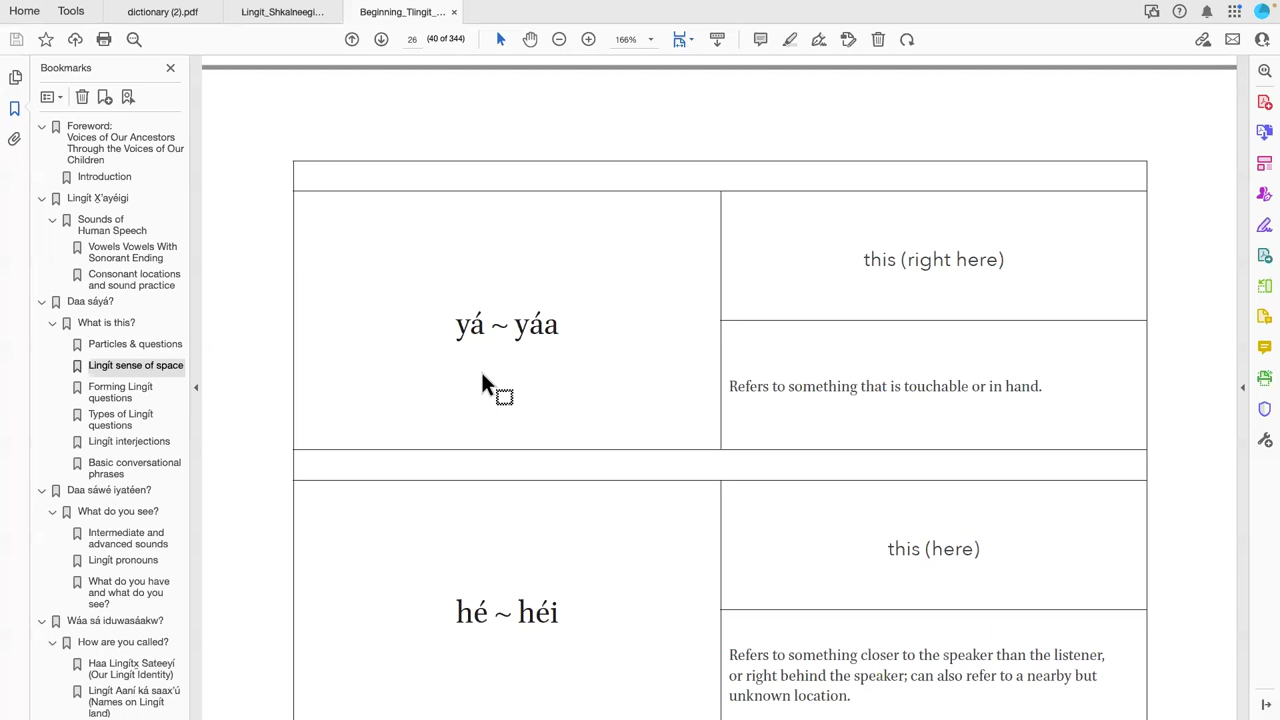 Home
Tools
dictionary (2).pdf
Lingit_Shkalneegi...
Beginning_Tlingit_...
26
(40 of 344)
166%
Bookmarks
Foreword:
Voices of Our Ancestors
Through the Voices of Our
Children
Introduction
Lingít X̱'ayéigi
Sounds of
Human Speech
Vowels Vowels With
Sonorant Ending
Consonant locations
and sound practice
Daa sáyá?
What is this?
Particles & questions
Lingít sense of space
Forming Lingít
questions
Types of Lingít
questions
Lingít interjections
Basic conversational
phrases
Daa sáwé iyatéen?
What do you see?
Intermediate and
advanced sounds
Lingít pronouns
What do you have
and what do you
see?
Wáa sá iduwasáakw?
How are you called?
Haa Lingítx̱ Sateeyí
(Our Lingít Identity)
Lingít Aaní ká saax'ú
(Names on Lingít
land)
yá ~ yáa
this (right here)
Refers to something that is touchable or in hand.
hé ~ héi
this (here)
Refers to something closer to the speaker than the listener,
or right behind the speaker; can also refer to a nearby but
unknown location.